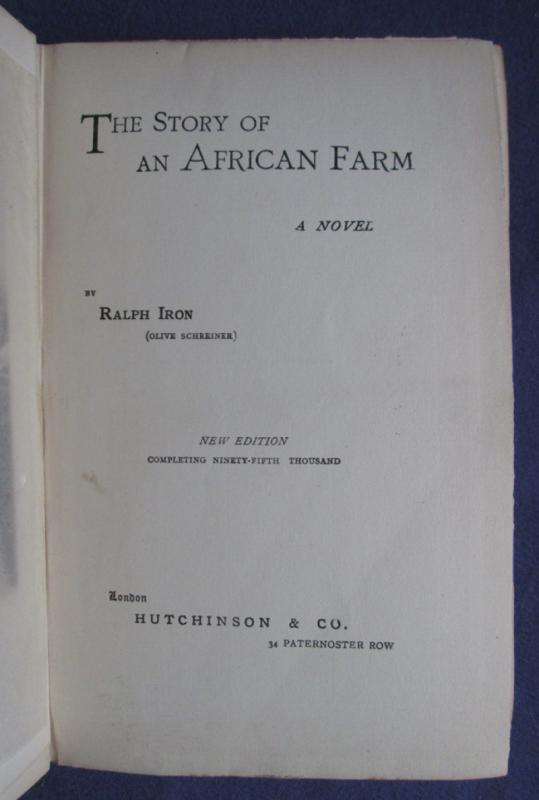 THE STORY OF
AN AFRICAN FARM
A NOVEL
BY
RALPH IRON
(OLIVE SCHREINER)
NEW EDITION
COMPLETING NINETY-FIFTH THOUSAND
London
HUTCHINSON & CO.
34 PATERNOSTER ROW